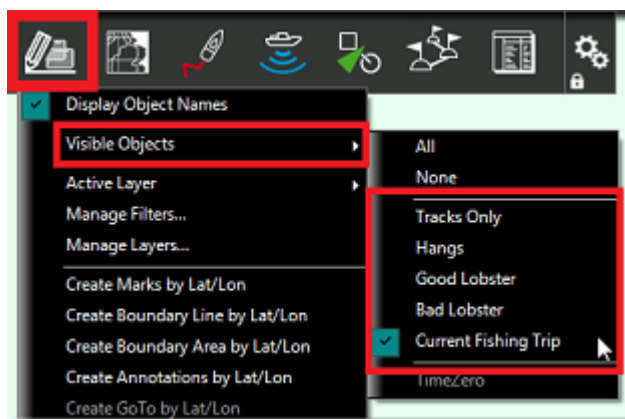 Display Object Names
Visible Objects
Active Layer
Manage Filters...
Manage Layers...
Create Marks by Lat/Lon
Create Boundary Line by Lat/Lon
Create Boundary Area by Lat/Lon
Create Annotations by Lat/Lon
Create GoTo by Lat/Lon
All
None
Tracks Only
Hangs
Good Lobster
Bad Lobster
Current Fishing Trip
TimeZero